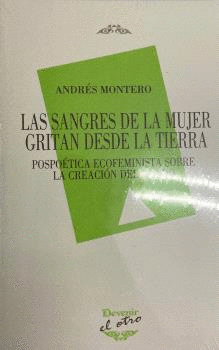 ANDRÉS MONTERO
LAS SANGRES DE LA MUJER
GRITAN DESDE LA TIERRA
POSPOÉTICA ECOFEMINISTA SOBRE
LA CREACIÓN DEL
Devenir
el otro